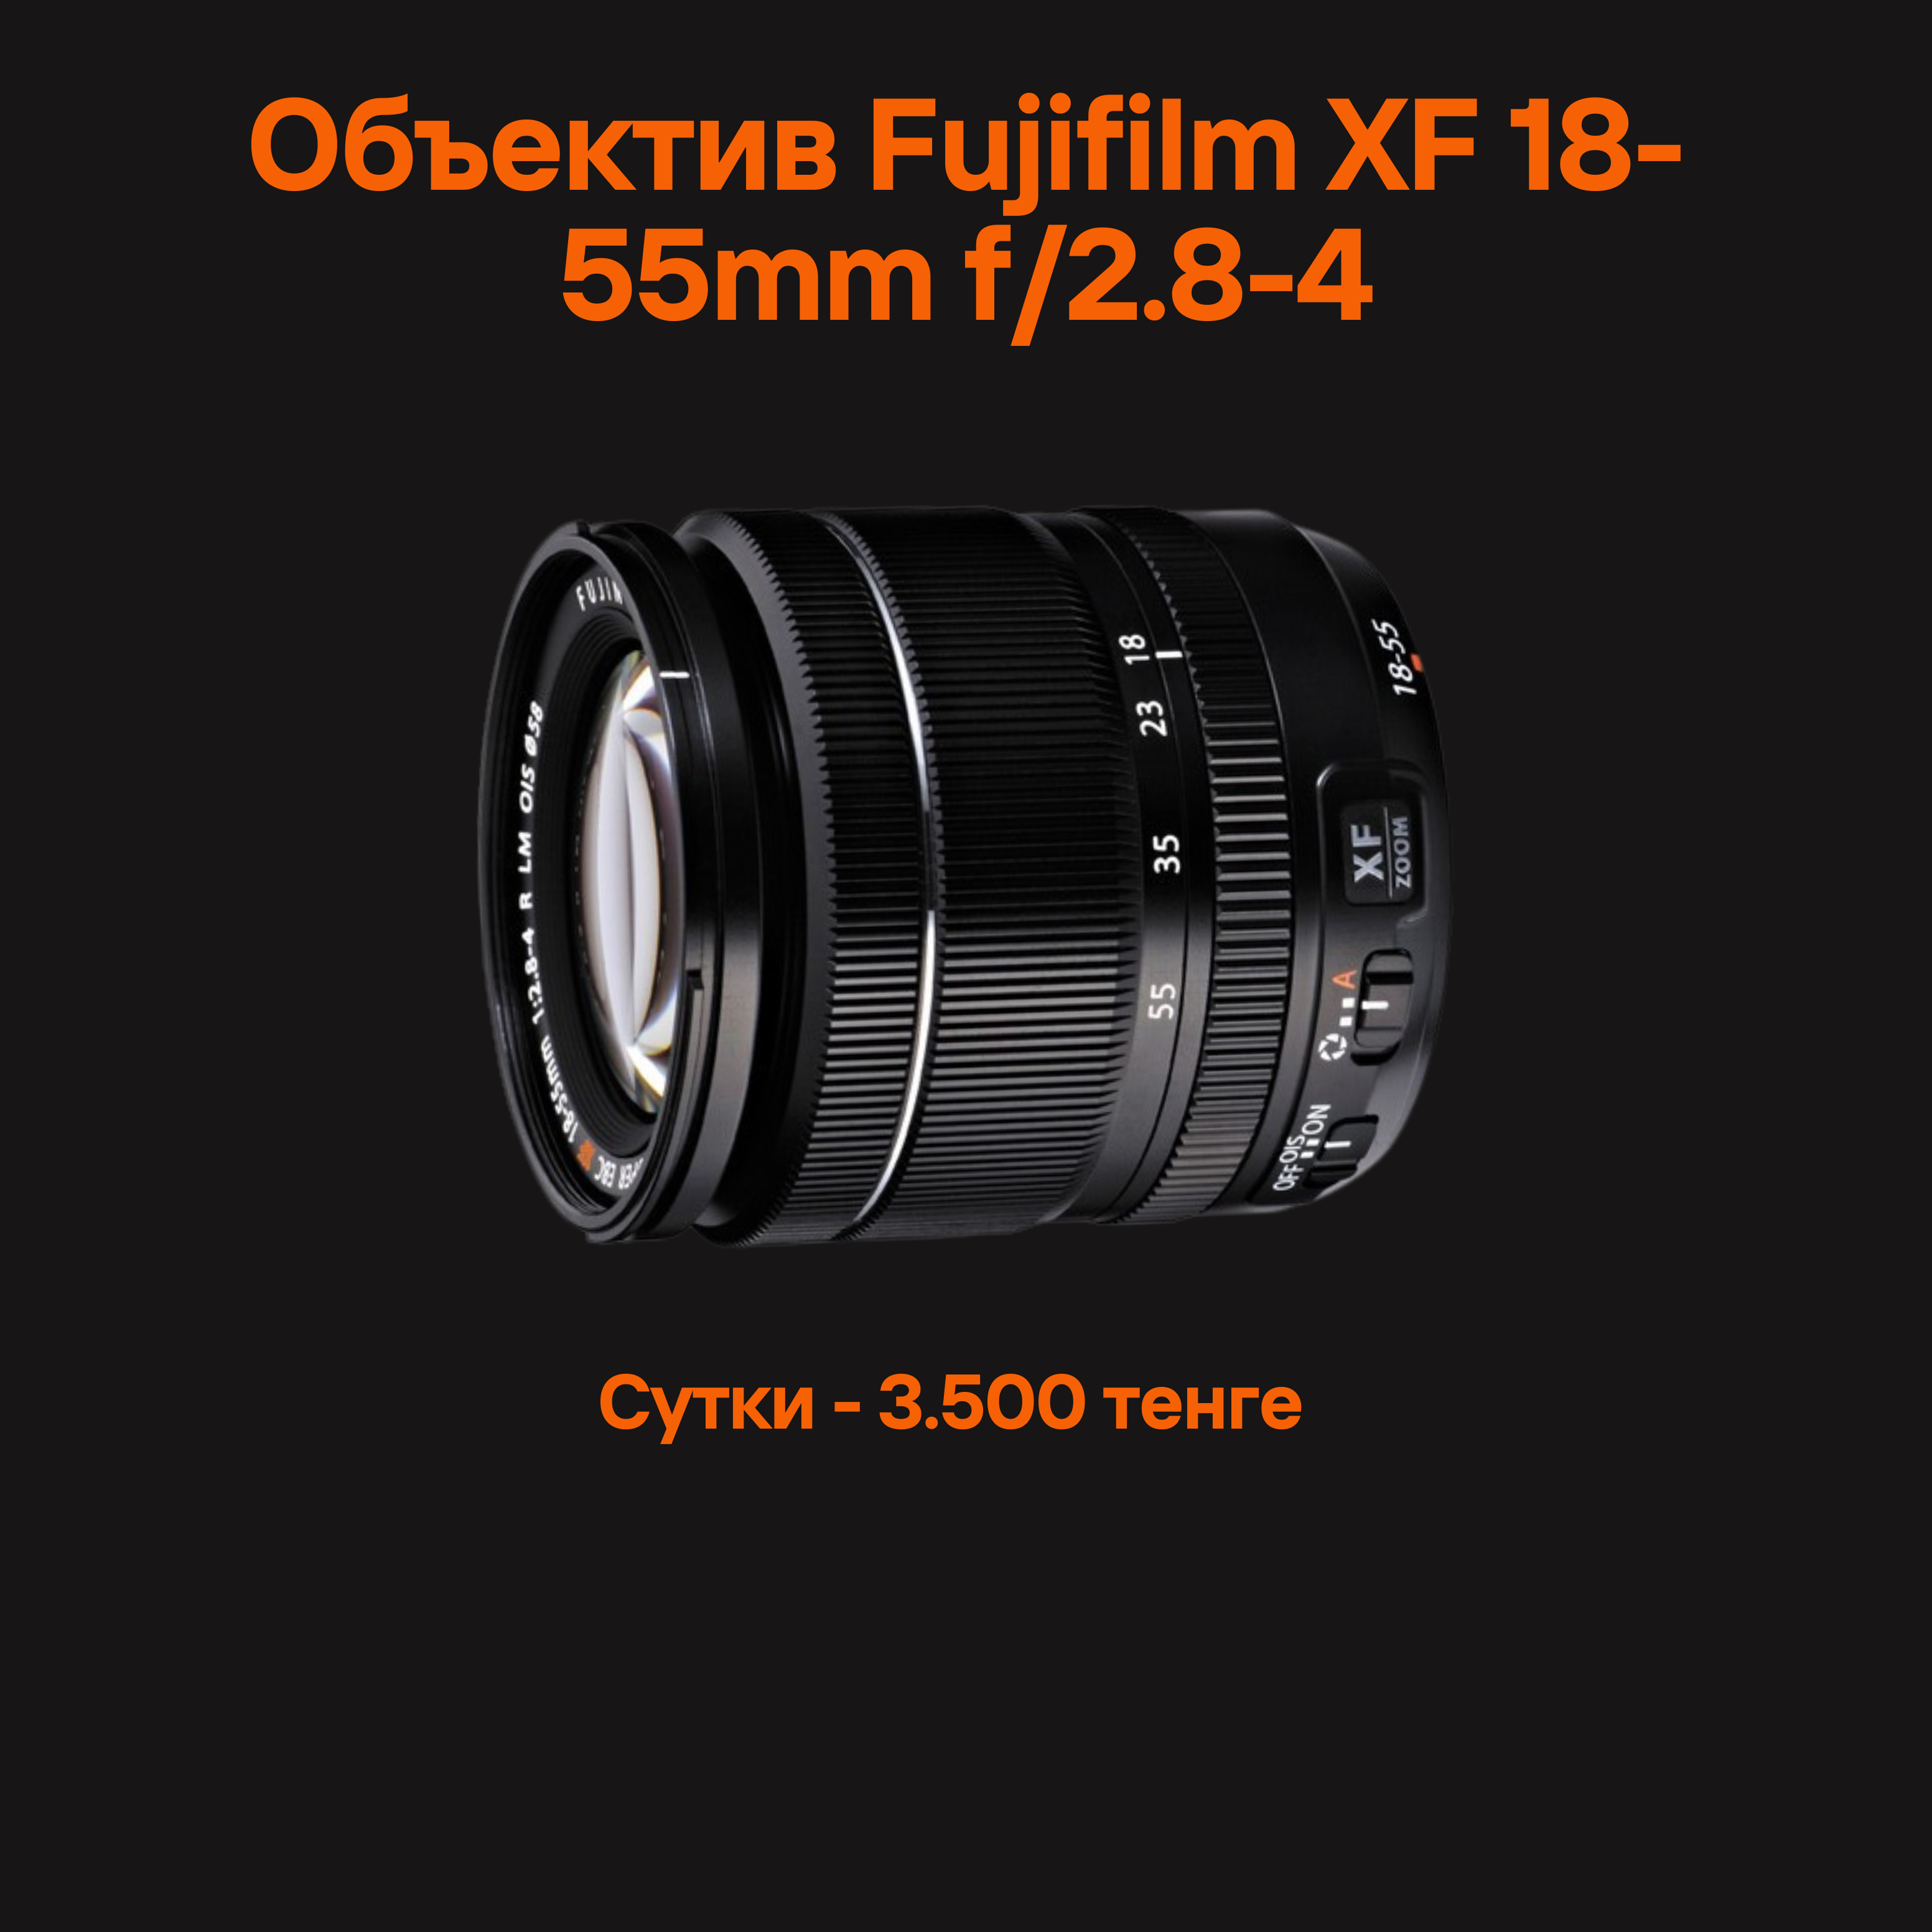 Объектив Fujifilm XF 18-
55mm f/2.8-4
FUJIN
EBC 18-55mm 1:2.8-4 R LM OIS Ø58
18
23
35
55
18-55
XF
ZOOM
A
OIS
OFF ON
Сутки - 3.500 тенге